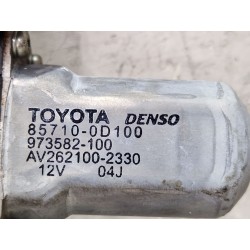 TOYOTA DENSO
85710-0D100
973582-100
AV262100-2330
12V 04J